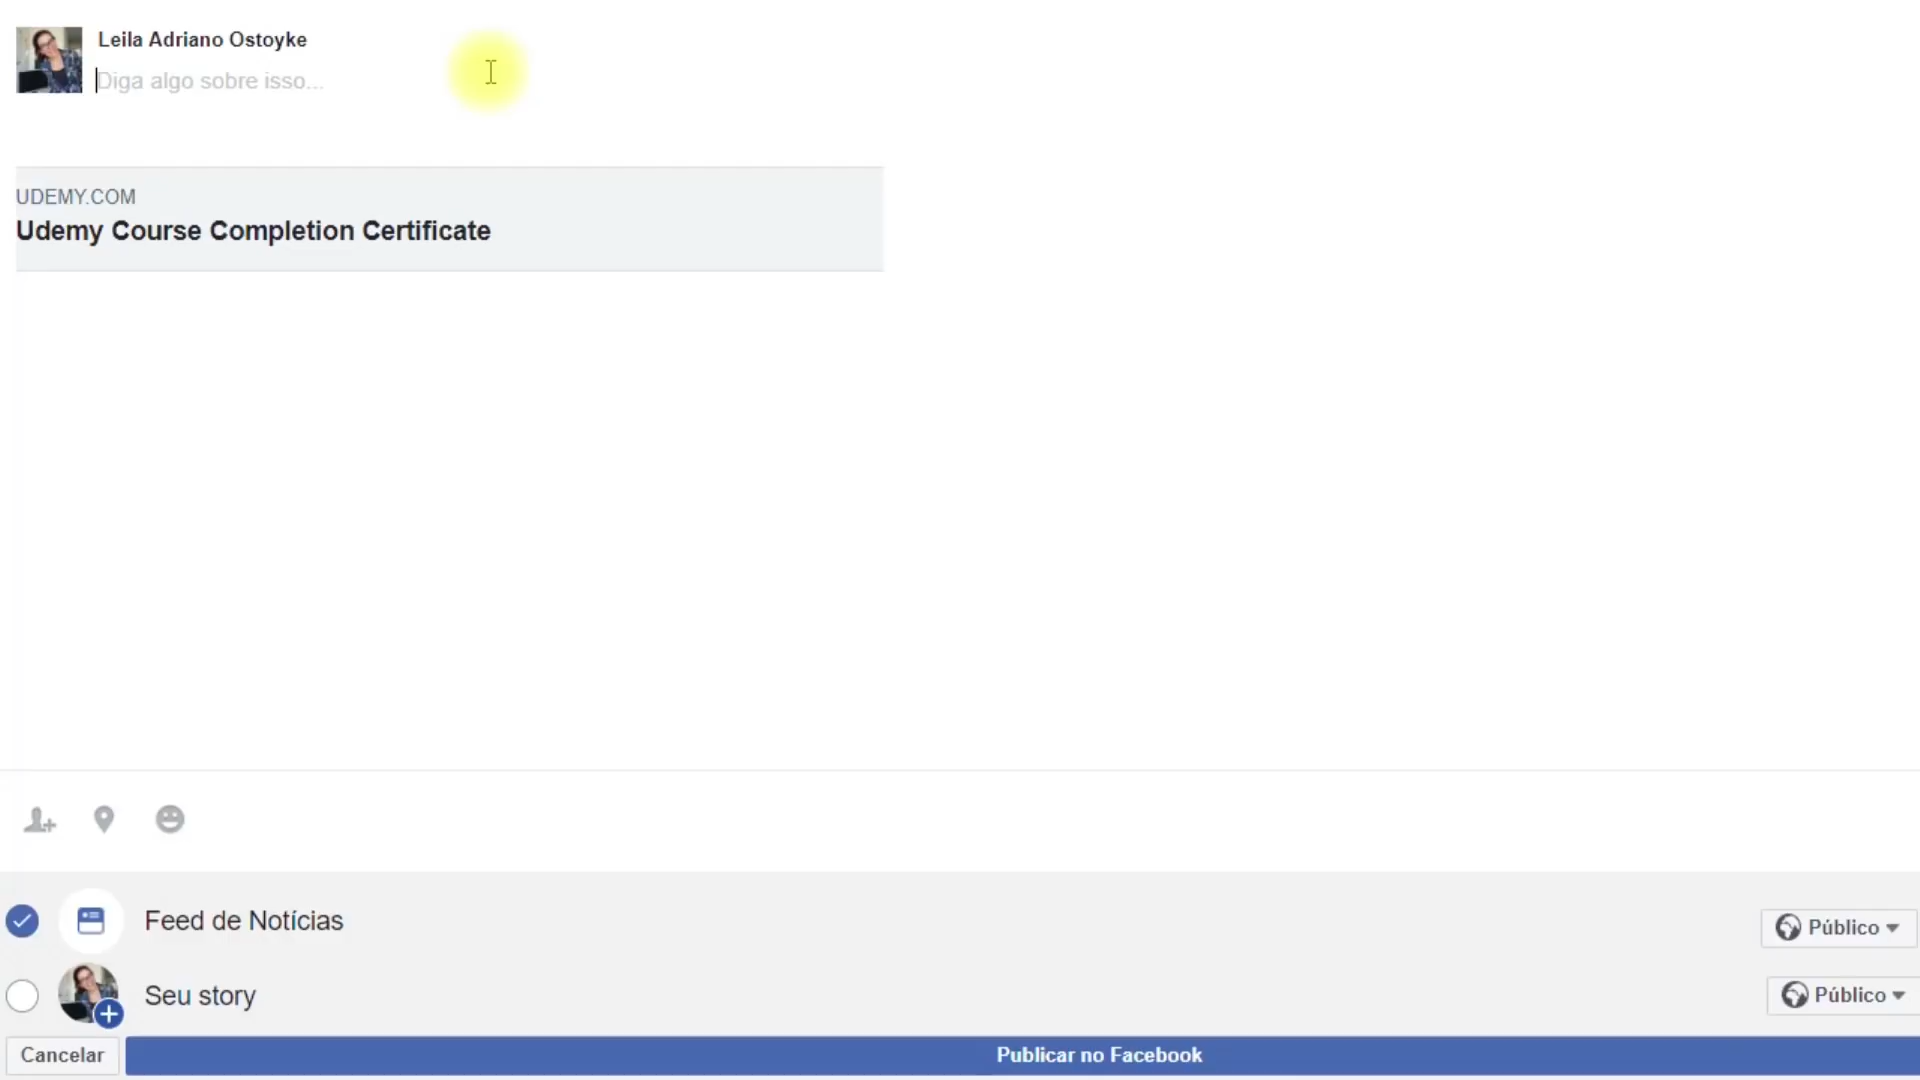 Leila Adriano Ostoyke
Diga algo sobre isso...
UDEMY.COM
Udemy Course Completion Certificate
Feed de Notícias
Público
Seu story
Público
Cancelar
Publicar no Facebook